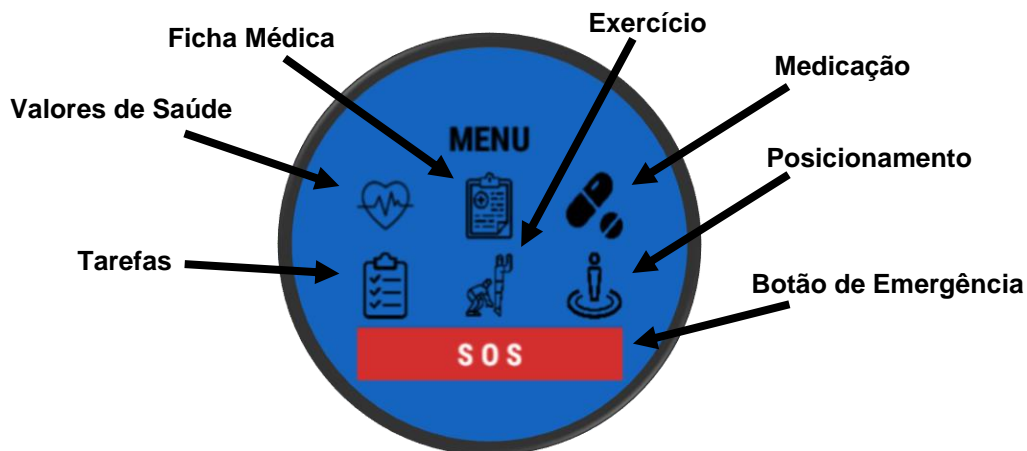 Exercício
Ficha Médica
Medicação
Valores de Saúde
MENU
Posicionamento
Tarefas
Botão de Emergência
SOS